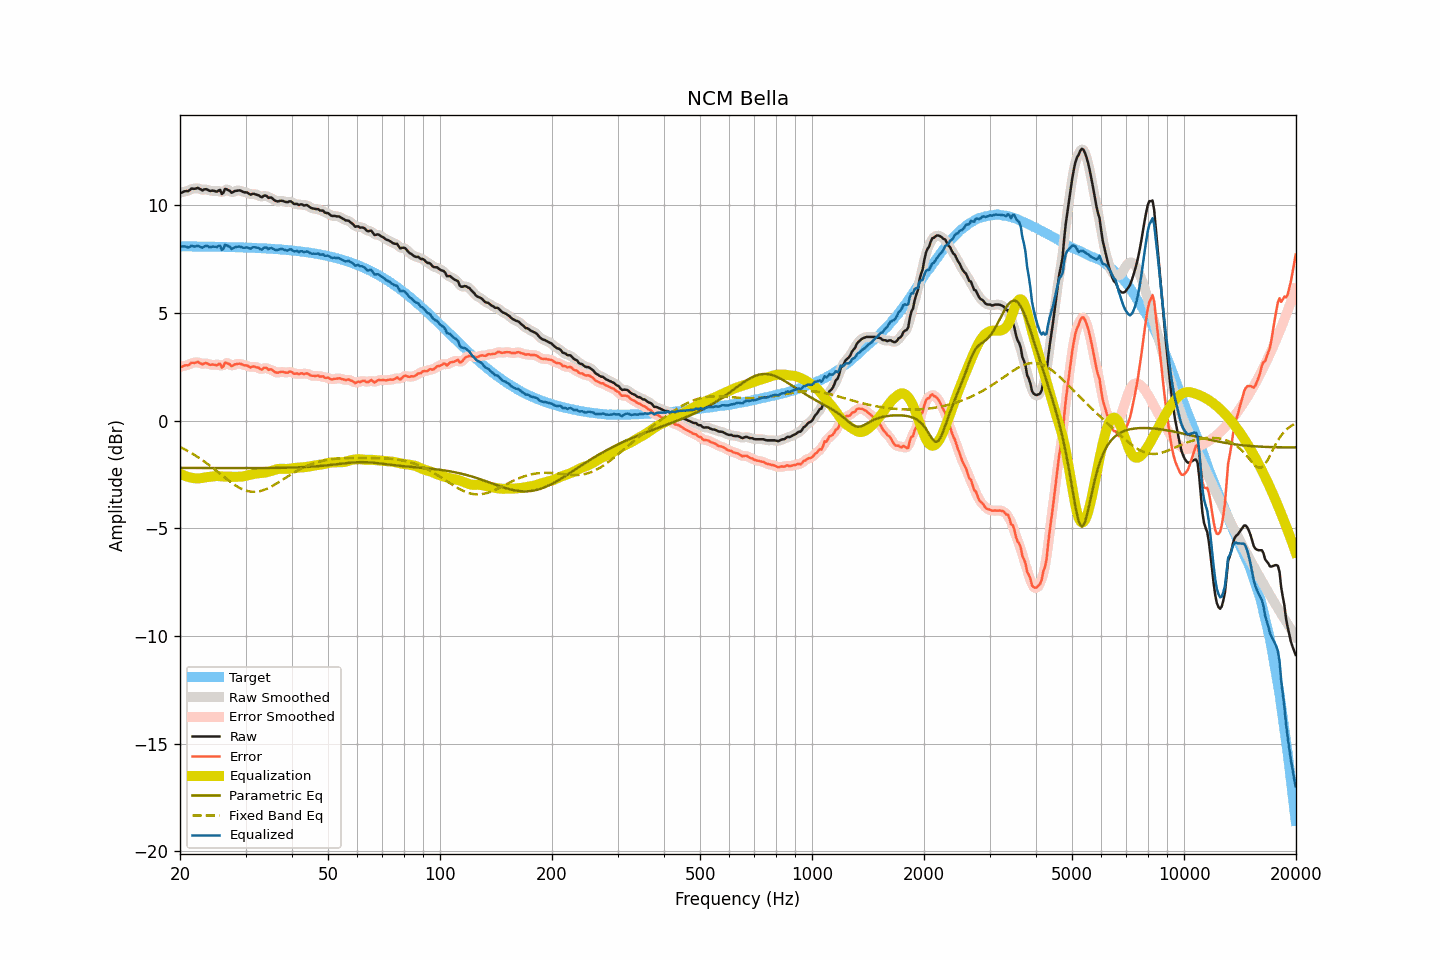 NCM Bella
Amplitude (dBr)
10
5
0
−5
−10
−15
−20
Target
Raw Smoothed
Error Smoothed
Raw
Error
Equalization
Parametric Eq
Fixed Band Eq
Equalized
20 50 100 200 500 1000 2000 5000 10000 20000
Frequency (Hz)